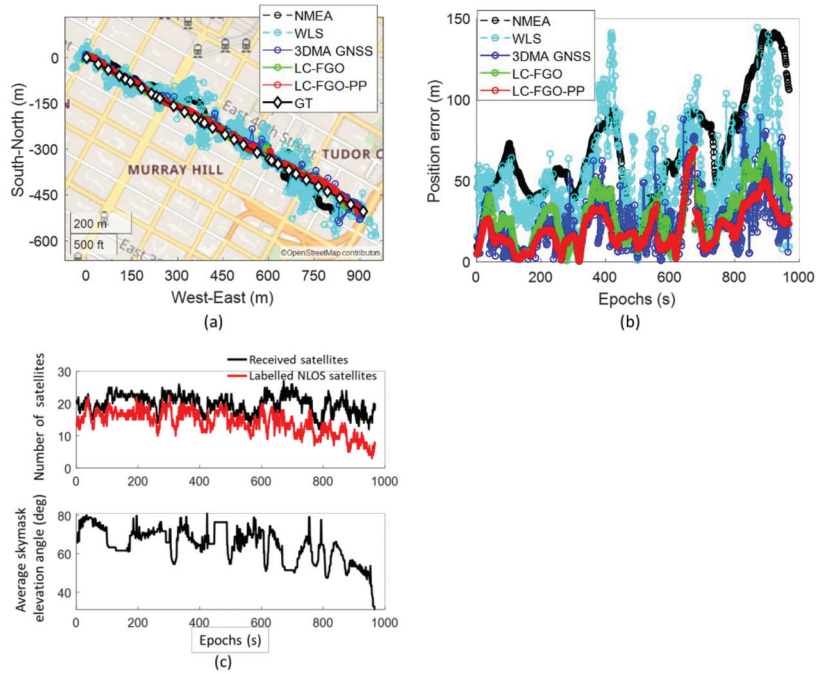 NMEA
WLS
3DMA GNSS
LC-FGO
LC-FGO-PP
GT
East 49th Street
MURRAY HILL
TUDOR C
200 m
500 ft
©OpenStreetMap contributors
South-North (m)
0
-150
-300
-450
-600
0 150 300 450 600 750 900
West-East (m)
(a)
NMEA
WLS
3DMA GNSS
LC-FGO
LC-FGO-PP
Position error (m)
150
100
50
0
0 200 400 600 800 1000
Epochs (s)
(b)
Received satellites
Labelled NLOS satellites
Number of satellites
30
20
10
0
0 200 400 600 800 1000
Average skymask
elevation angle (deg)
80
60
40
0 200 400 600 800 1000
Epochs (s)
(c)